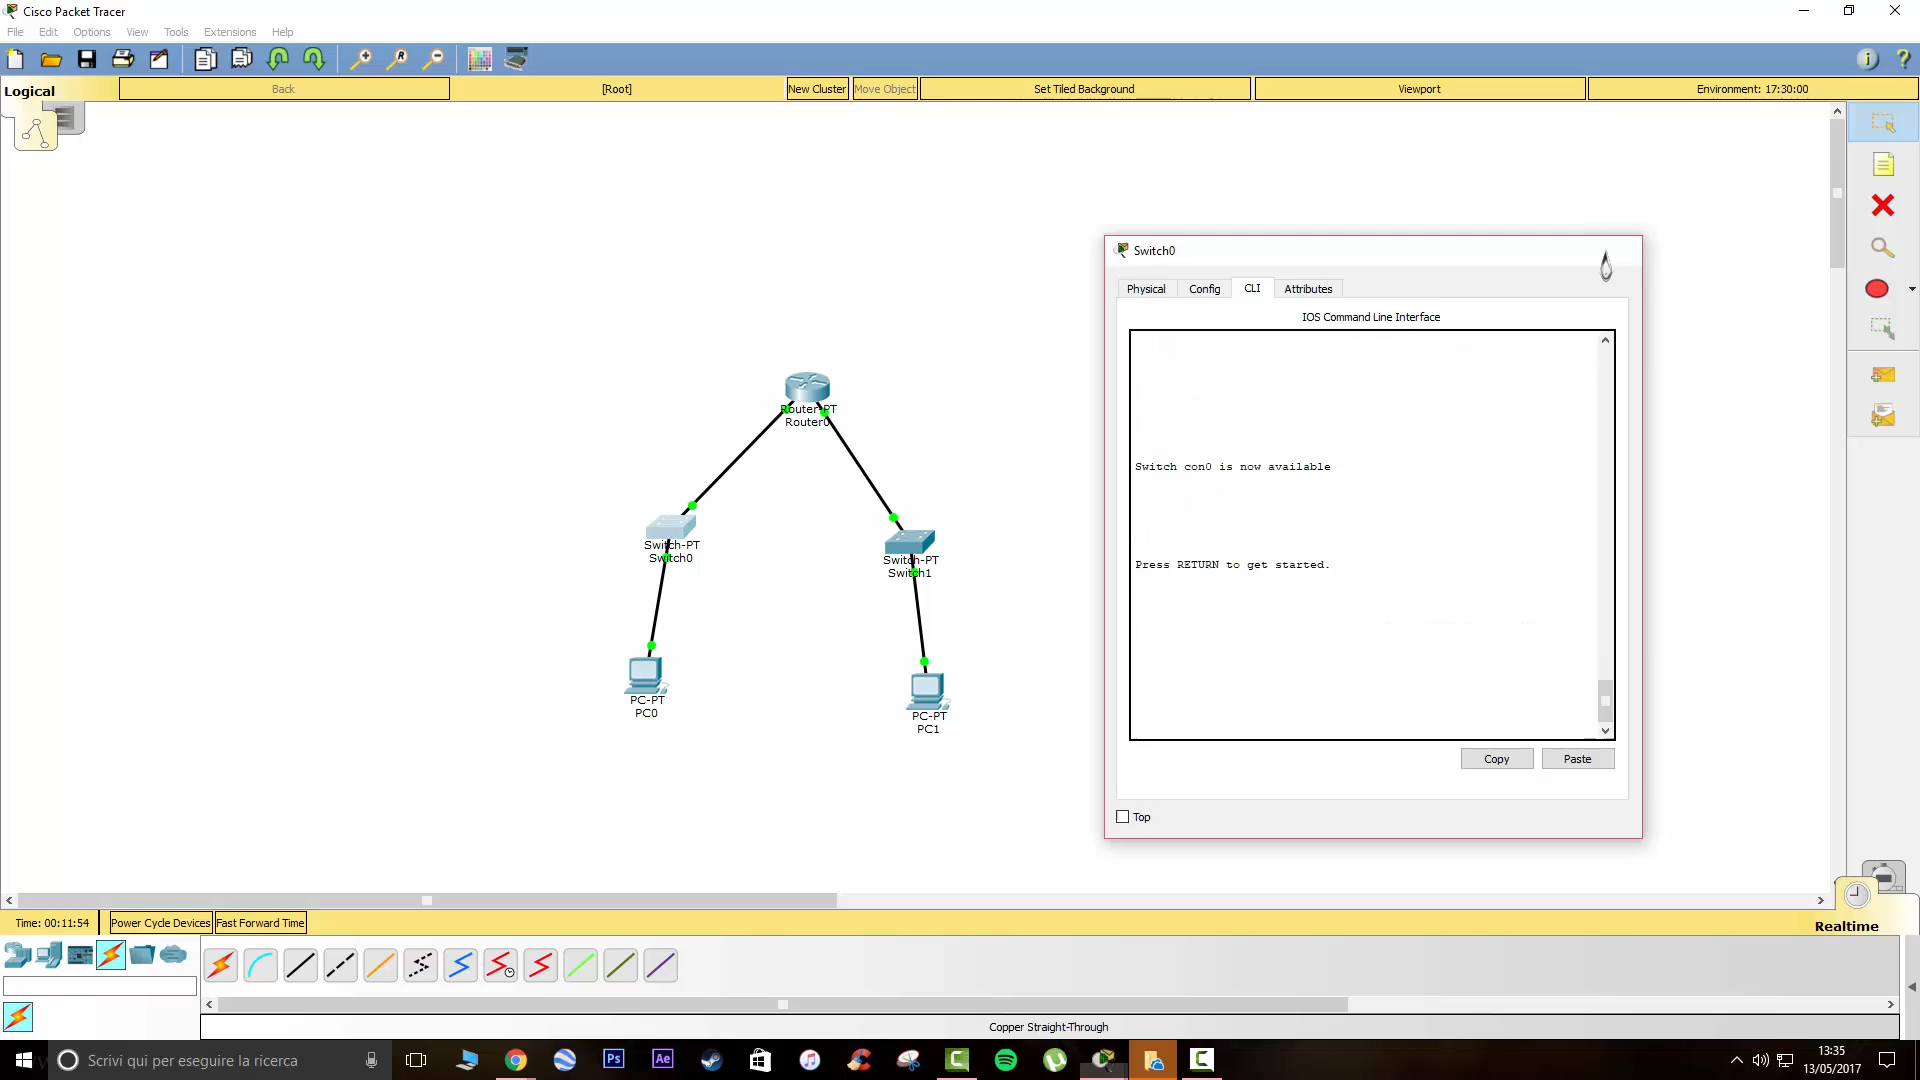 Cisco Packet Tracer
File Edit Options View Tools Extensions Help
Logical
Back
[Root]
New Cluster
Move Object
Set Tiled Background
Viewport
Environment: 17:30:00
Switch0
Physical Config CLI Attributes
IOS Command Line Interface
Switch con0 is now available
Press RETURN to get started.
Copy Paste
Top
Router-PT
Router0
Switch-PT
Switch0
Switch-PT
Switch1
PC-PT
PC0
PC-PT
PC1
Time: 00:11:54
Power Cycle Devices
Fast Forward Time
Realtime
Copper Straight-Through
Scrivi qui per eseguire la ricerca
Ps
Ae
13:35
13/05/2017